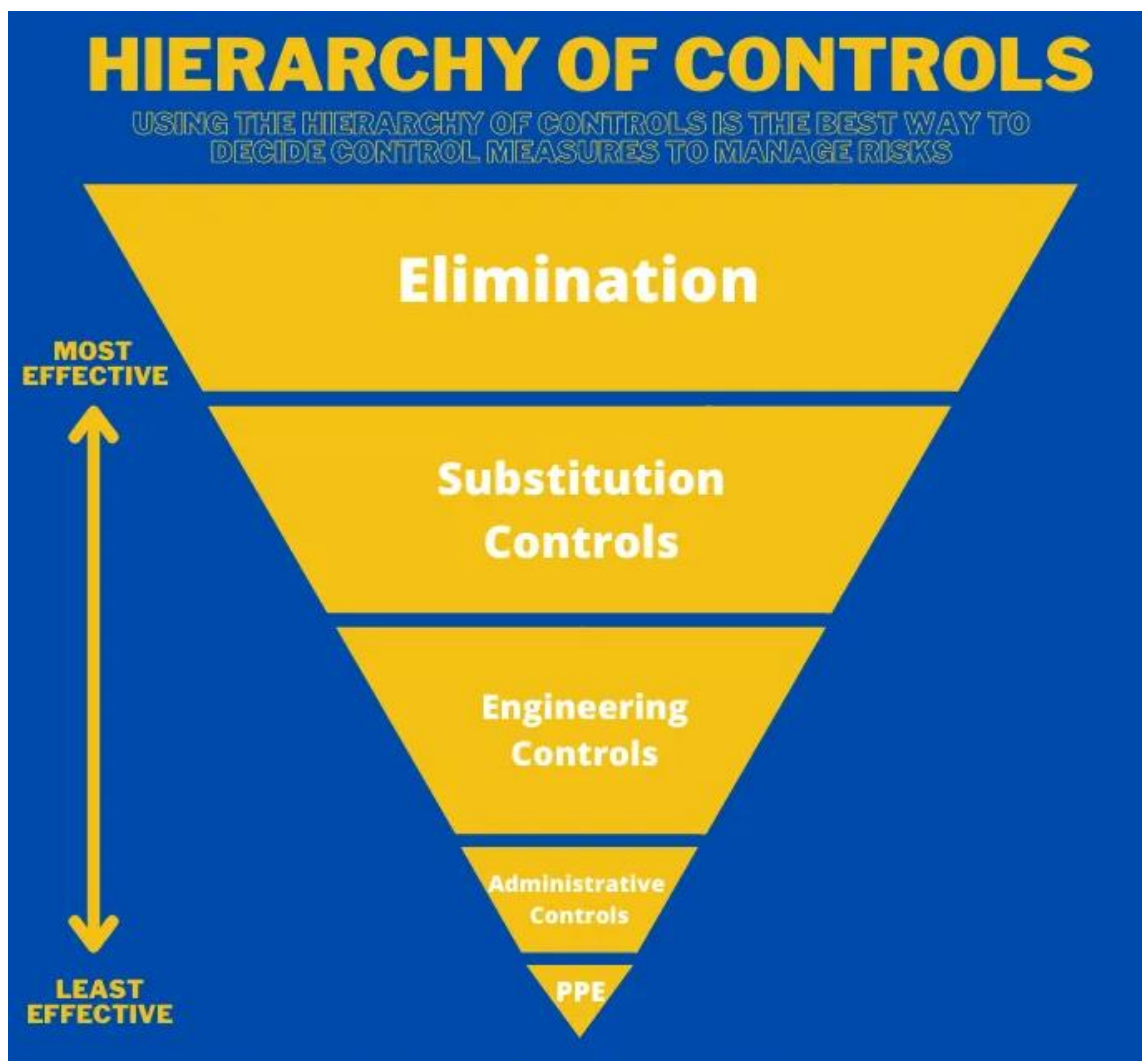 HIERARCHY OF CONTROLS
USING THE HIERARCHY OF CONTROLS IS THE BEST WAY TO
DECIDE CONTROL MEASURES TO MANAGE RISKS
Elimination
MOST
EFFECTIVE
Substitution
Controls
Engineering
Controls
Administrative
Controls
PPE
LEAST
EFFECTIVE